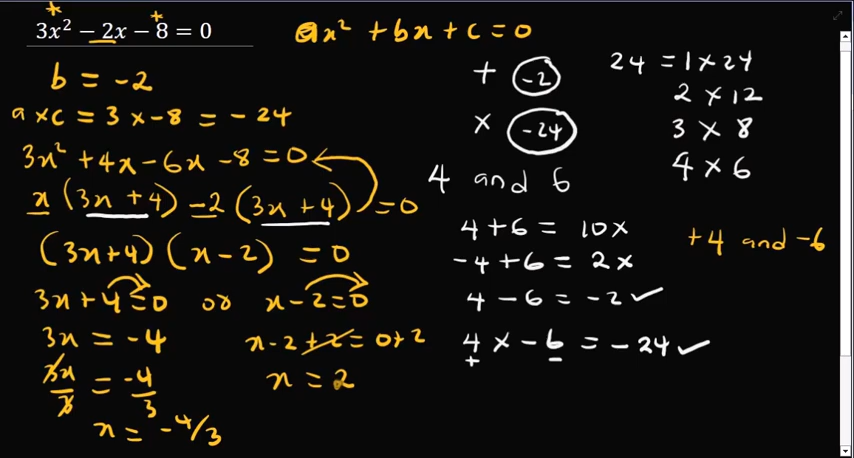 3x² − 2x − 8 = 0
ax² + bx + c = 0
b = -2
a × c = 3 × -8 = -24
3x² + 4x - 6x - 8 = 0
x (3x + 4) - 2 (3x + 4) = 0
(3x+4) (x - 2) = 0
3x + 4 = 0 or x - 2 = 0
3x = -4
3x/3 = -4/3
x = -4/3
x - 2 + 2 = 0 + 2
x = 2
+ -2
× -24
4 and 6
4 + 6 = 10 x
-4 + 6 = 2 x
4 - 6 = -2 ✓
4 × - 6 = - 24 ✓
+ -
24 = 1 × 24
2 × 12
3 × 8
4 × 6
+4 and -6